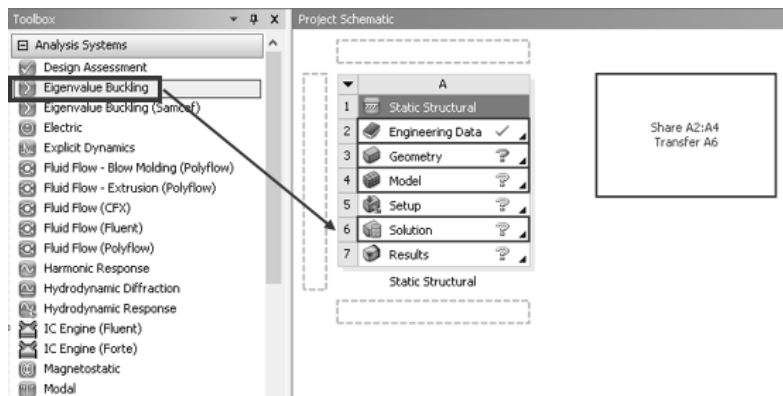 Toolbox
Project Schematic
Analysis Systems
Design Assessment
Eigenvalue Buckling
Eigenvalue Buckling (Samcef)
Electric
Explicit Dynamics
Fluid Flow - Blow Molding (Polyflow)
Fluid Flow - Extrusion (Polyflow)
Fluid Flow (CFX)
Fluid Flow (Fluent)
Fluid Flow (Polyflow)
Harmonic Response
Hydrodynamic Diffraction
Hydrodynamic Response
IC Engine (Fluent)
IC Engine (Forte)
Magnetostatic
Modal
A
1 Static Structural
2 Engineering Data
3 Geometry ?
4 Model ?
5 Setup ?
6 Solution ?
7 Results ?
Static Structural
Share A2:A4
Transfer A6